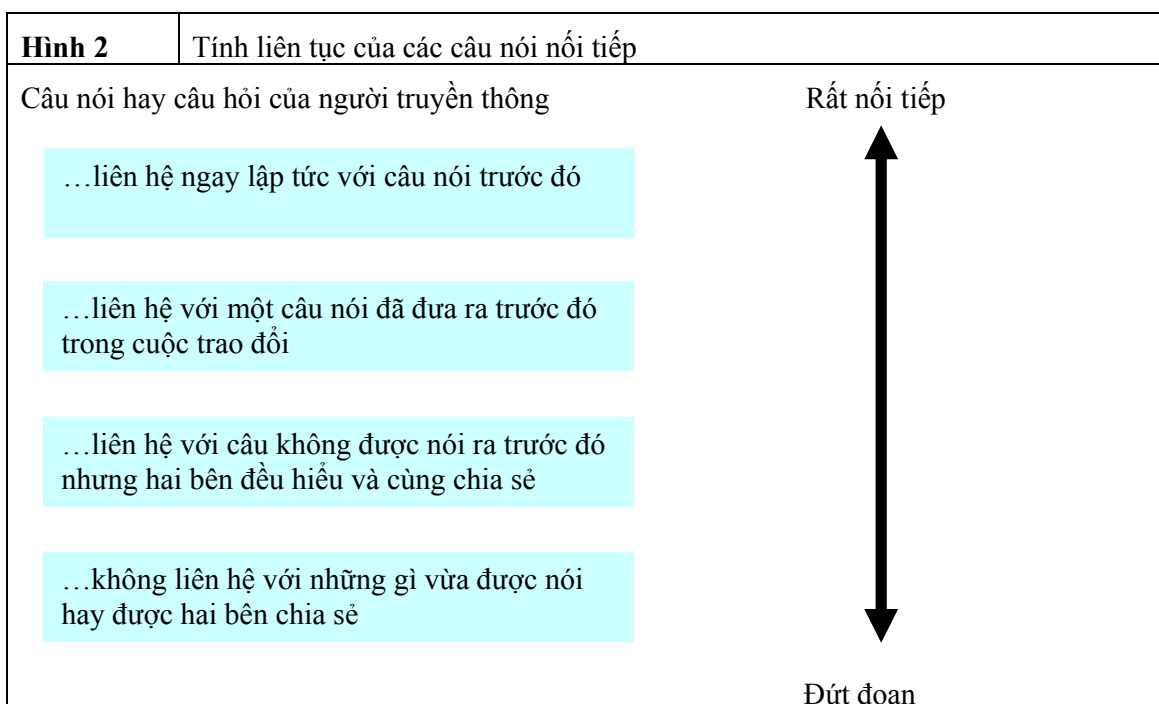 Hình 2 Tính liên tục của các câu nói nối tiếp
Câu nói hay câu hỏi của người truyền thông Rất nối tiếp
…liên hệ ngay lập tức với câu nói trước đó
…liên hệ với một câu nói đã đưa ra trước đó
trong cuộc trao đổi
…liên hệ với câu không được nói ra trước đó
nhưng hai bên đều hiểu và cùng chia sẻ
…không liên hệ với những gì vừa được nói
hay được hai bên chia sẻ
Đứt đoạn